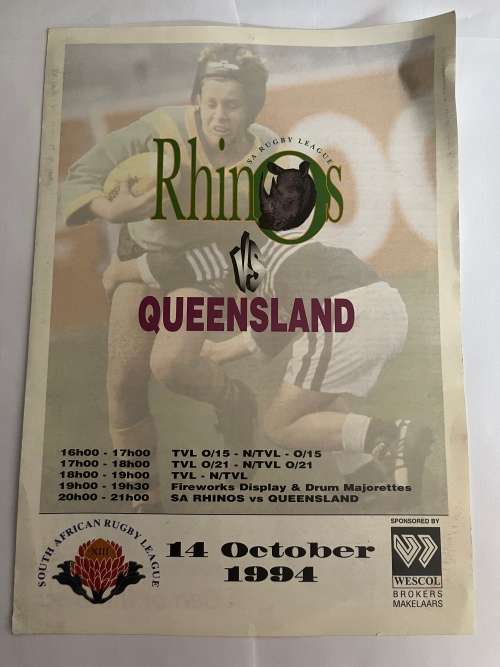 SA RUGBY LEAGUE
Rhinos
VS
QUEENSLAND
16h00 - 17h00 TVL O/15 - N/TVL - O/15
17h00 - 18h00 TVL O/21 - N/TVL O/21
18h00 - 19h00 TVL - N/TVL
19h00 - 19h30 Fireworks Display & Drum Majorettes
20h00 - 21h00 SA RHINOS vs QUEENSLAND
SOUTH AFRICAN RUGBY LEAGUE
XIII
14 October
1994
SPONSORED BY
WESCOL
BROKERS
MAKELAARS